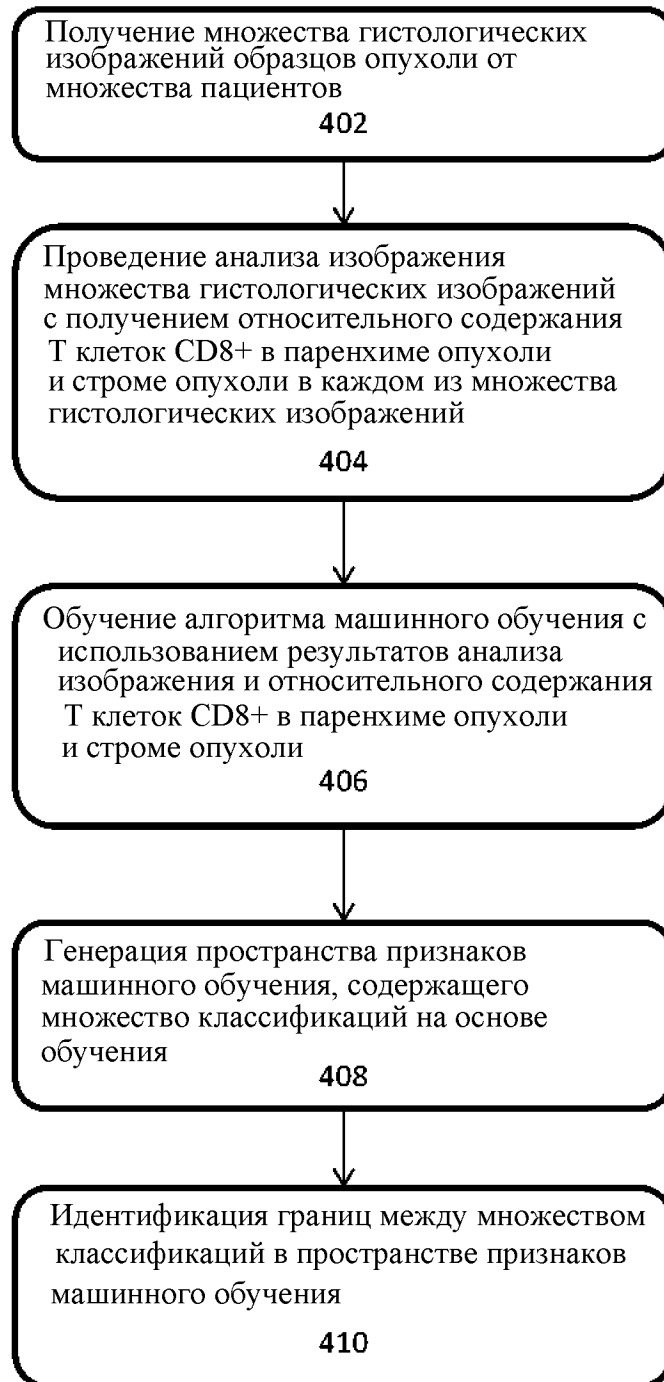 Получение множества гистологических
изображений образцов опухоли от
множества пациентов
402
Проведение анализа изображения
множества гистологических изображений
с получением относительного содержания
Т клеток CD8+ в паренхиме опухоли
и строме опухоли в каждом из множества
гистологических изображений
404
Обучение алгоритма машинного обучения с
использованием результатов анализа
изображения и относительного содержания
Т клеток CD8+ в паренхиме опухоли
и строме опухоли
406
Генерация пространства признаков
машинного обучения, содержащего
множество классификаций на основе
обучения
408
Идентификация границ между множеством
классификаций в пространстве признаков
машинного обучения
410